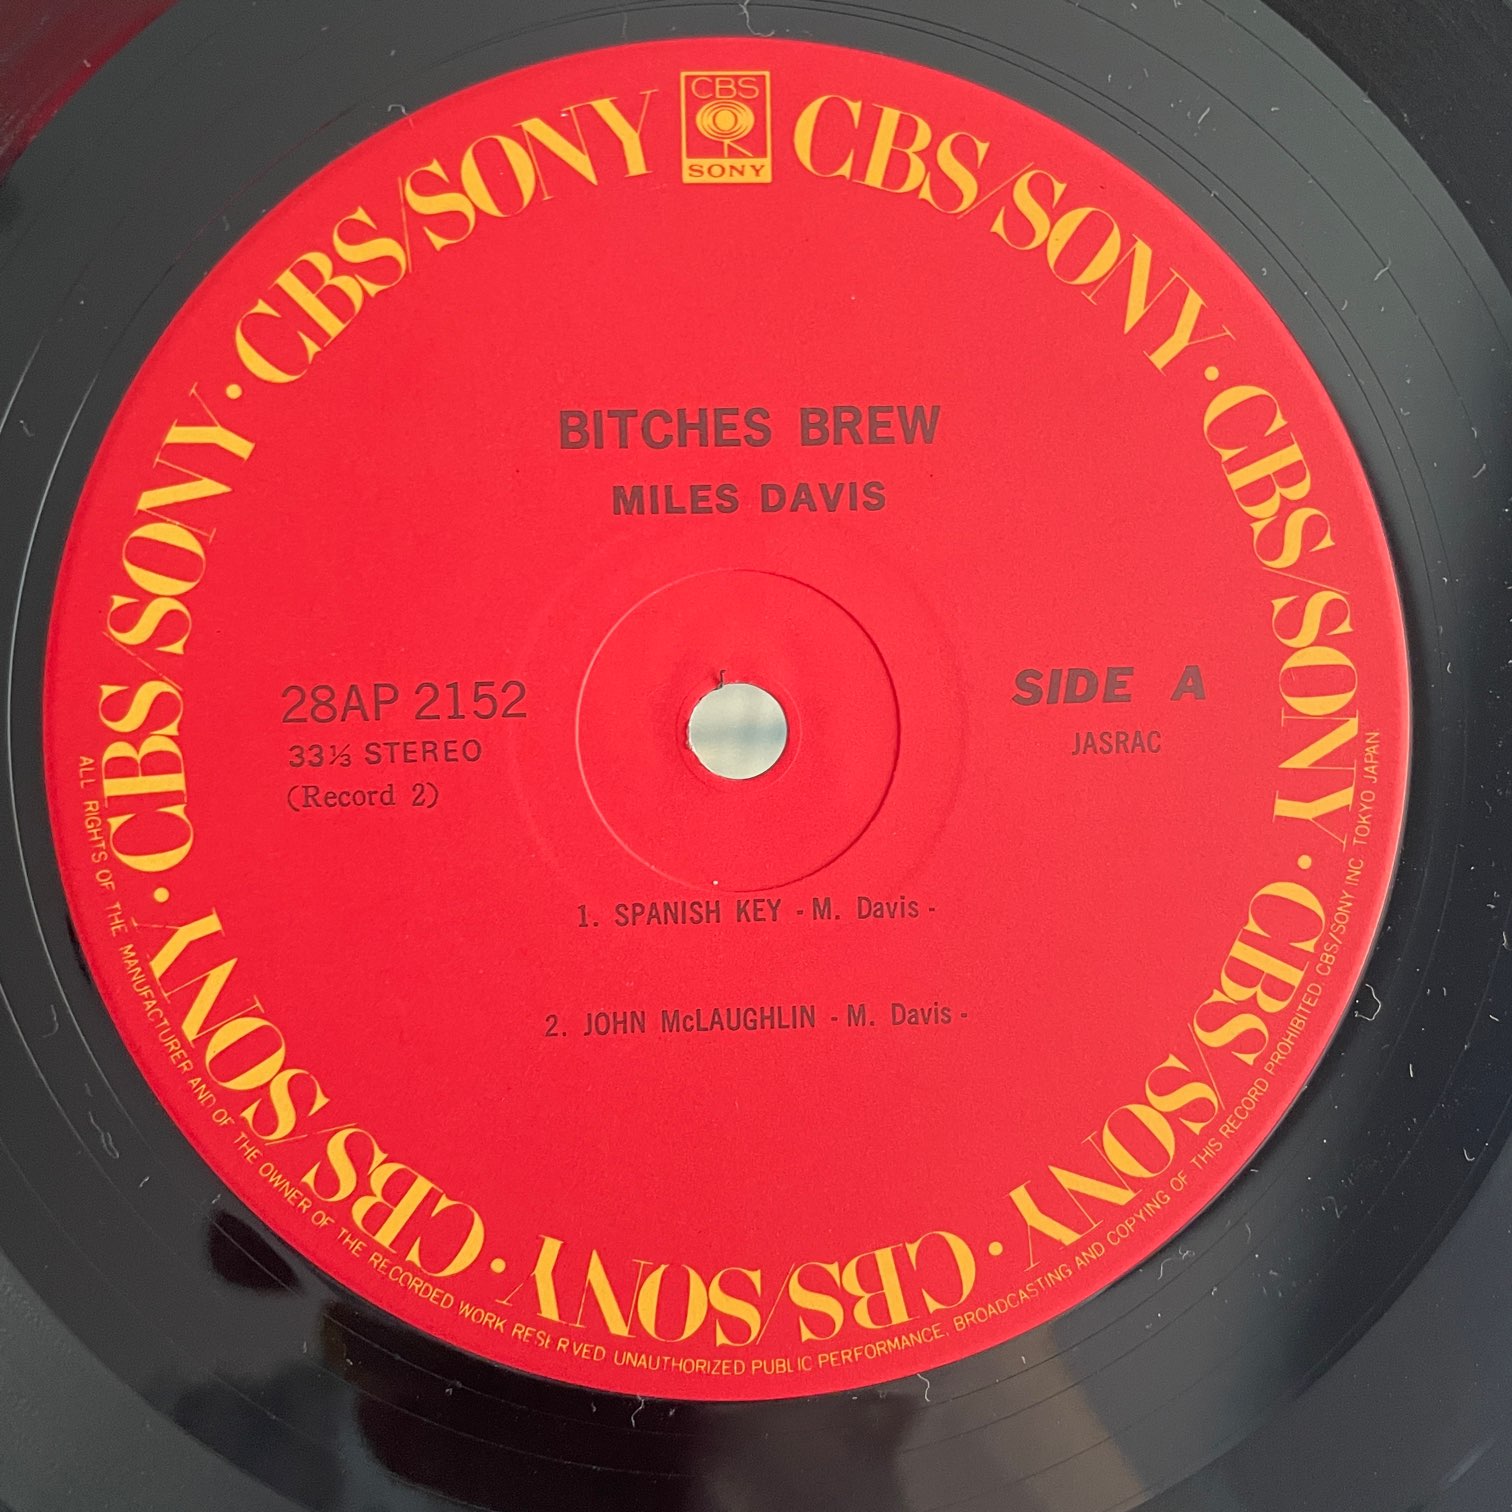 CBS
SONY
CBS/SONY · CBS/SONY · CBS/SONY · CBS/SONY · CBS/SONY · CBS/SONY · CBS/SONY
BITCHES BREW
MILES DAVIS
28AP 2152
33⅓ STEREO
(Record 2)
SIDE A
JASRAC
1. SPANISH KEY - M. Davis -
2. JOHN McLAUGHLIN - M. Davis -
ALL RIGHTS OF THE MANUFACTURER AND OF THE OWNER OF THE RECORDED WORK RESERVED UNAUTHORIZED PUBLIC PERFORMANCE. BROADCASTING AND COPYING OF THIS RECORD PROHIBITED CBS/SONY INC. TOKYO JAPAN